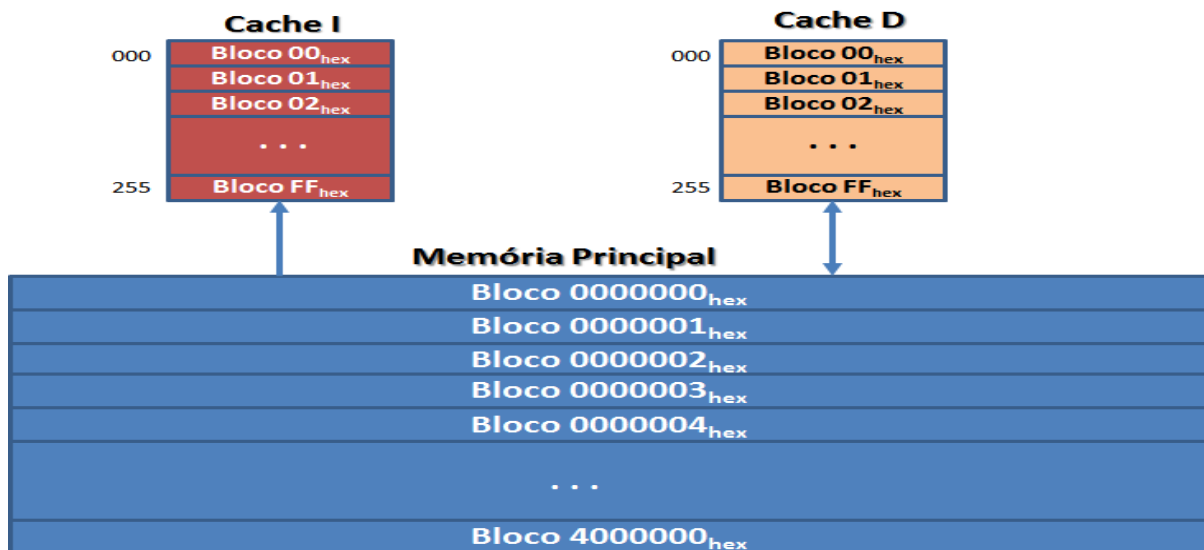 Cache I
000
Bloco 00hex
Bloco 01hex
Bloco 02hex
. . .
255
Bloco FFhex
Cache D
000
Bloco 00hex
Bloco 01hex
Bloco 02hex
. . .
255
Bloco FFhex
Memória Principal
Bloco 0000000hex
Bloco 0000001hex
Bloco 0000002hex
Bloco 0000003hex
Bloco 0000004hex
. . .
Bloco 4000000hex